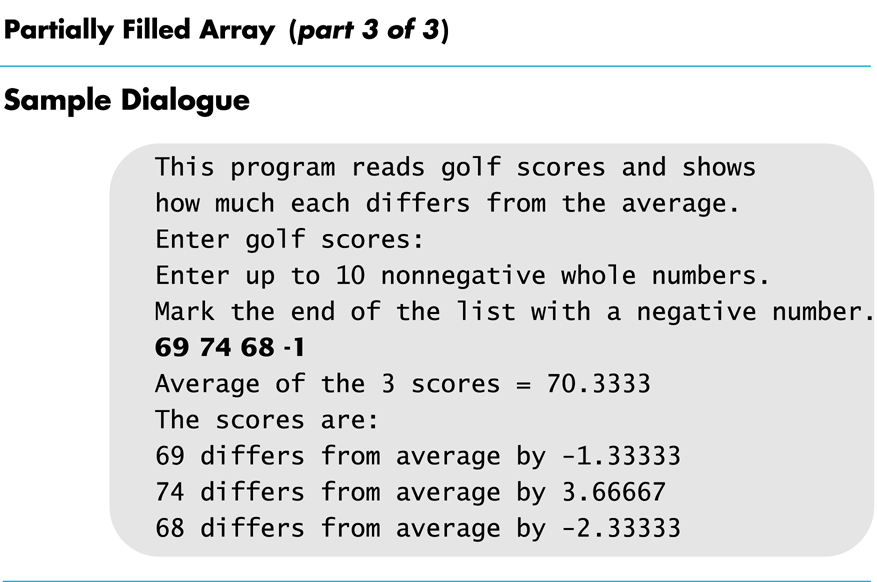 Partially Filled Array (part 3 of 3)
Sample Dialogue
This program reads golf scores and shows
how much each differs from the average.
Enter golf scores:
Enter up to 10 nonnegative whole numbers.
Mark the end of the list with a negative number.
69 74 68 -1
Average of the 3 scores = 70.3333
The scores are:
69 differs from average by -1.33333
74 differs from average by 3.66667
68 differs from average by -2.33333